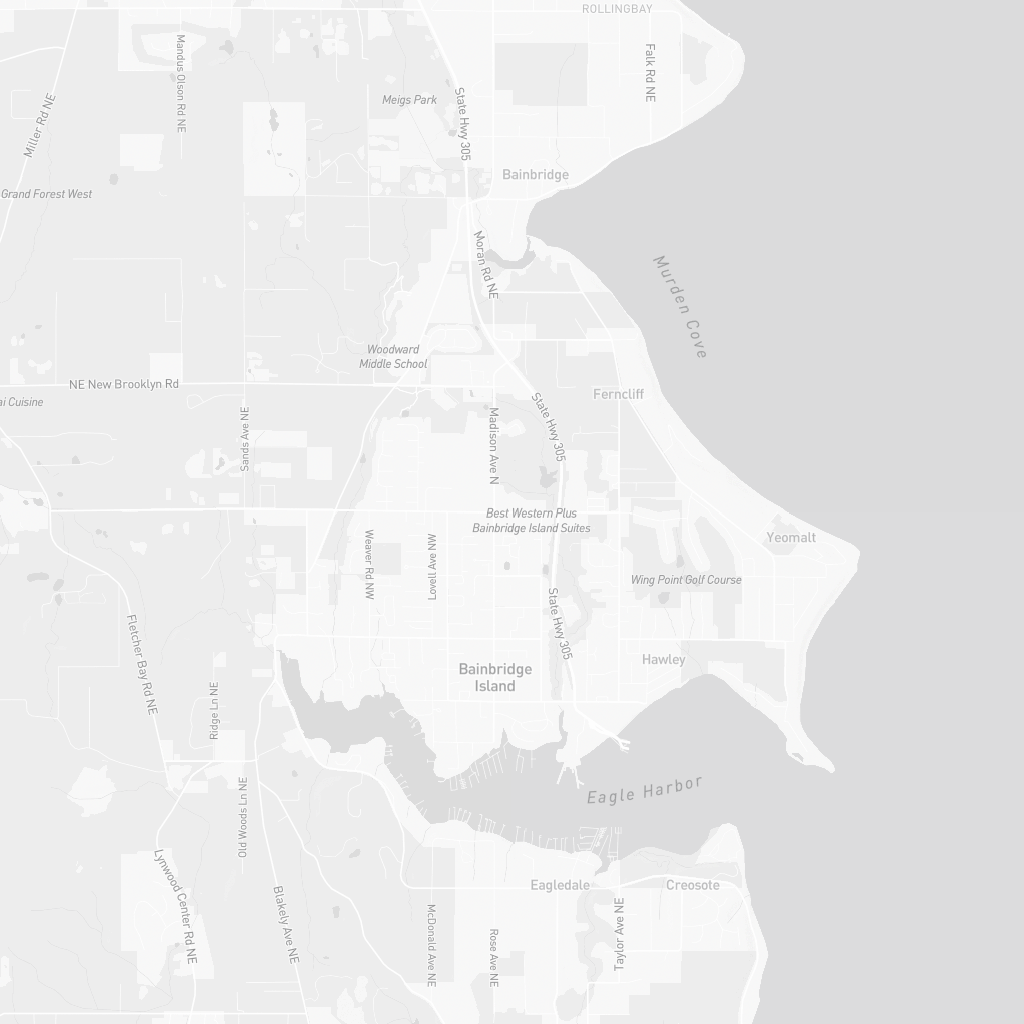 ROLLINGBAY
Mandus Olson Rd NE
Falk Rd NE
Miller Rd NE
Meigs Park
State Hwy 305
Bainbridge
Grand Forest West
Moran Rd NE
Murden Cove
Woodward
Middle School
NE New Brooklyn Rd
Ferncliff
ai Cuisine
Sands Ave NE
Madison Ave N
State Hwy 305
Best Western Plus
Bainbridge Island Suites
Yeomalt
Weaver Rd NW
Lovell Ave NW
Wing Point Golf Course
State Hwy 305
Fletcher Bay Rd NE
Hawley
Bainbridge
Island
Ridge Ln NE
Eagle Harbor
Old Woods Ln NE
Lynwood Center Rd NE
Eagledale
Creosote
Blakely Ave NE
McDonald Ave NE
Rose Ave NE
Taylor Ave NE